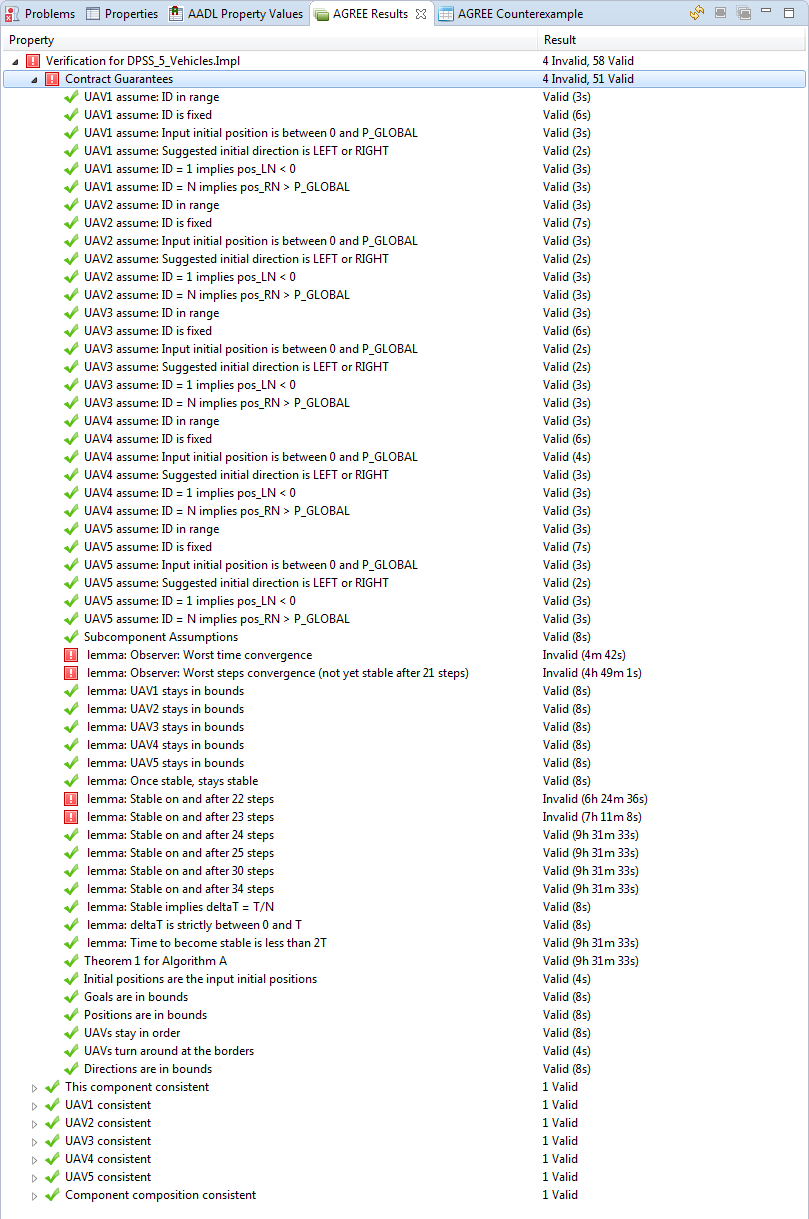 Problems Properties AADL Property Values AGREE Results AGREE Counterexample
Property Result
Verification for DPSS_5_Vehicles.Impl 4 Invalid, 58 Valid
Contract Guarantees 4 Invalid, 51 Valid
UAV1 assume: ID in range Valid (3s)
UAV1 assume: ID is fixed Valid (6s)
UAV1 assume: Input initial position is between 0 and P_GLOBAL Valid (3s)
UAV1 assume: Suggested initial direction is LEFT or RIGHT Valid (2s)
UAV1 assume: ID = 1 implies pos_LN < 0 Valid (3s)
UAV1 assume: ID = N implies pos_RN > P_GLOBAL Valid (3s)
UAV2 assume: ID in range Valid (3s)
UAV2 assume: ID is fixed Valid (7s)
UAV2 assume: Input initial position is between 0 and P_GLOBAL Valid (3s)
UAV2 assume: Suggested initial direction is LEFT or RIGHT Valid (2s)
UAV2 assume: ID = 1 implies pos_LN < 0 Valid (3s)
UAV2 assume: ID = N implies pos_RN > P_GLOBAL Valid (3s)
UAV3 assume: ID in range Valid (3s)
UAV3 assume: ID is fixed Valid (6s)
UAV3 assume: Input initial position is between 0 and P_GLOBAL Valid (2s)
UAV3 assume: Suggested initial direction is LEFT or RIGHT Valid (2s)
UAV3 assume: ID = 1 implies pos_LN < 0 Valid (3s)
UAV3 assume: ID = N implies pos_RN > P_GLOBAL Valid (3s)
UAV4 assume: ID in range Valid (3s)
UAV4 assume: ID is fixed Valid (6s)
UAV4 assume: Input initial position is between 0 and P_GLOBAL Valid (4s)
UAV4 assume: Suggested initial direction is LEFT or RIGHT Valid (3s)
UAV4 assume: ID = 1 implies pos_LN < 0 Valid (3s)
UAV4 assume: ID = N implies pos_RN > P_GLOBAL Valid (3s)
UAV5 assume: ID in range Valid (3s)
UAV5 assume: ID is fixed Valid (7s)
UAV5 assume: Input initial position is between 0 and P_GLOBAL Valid (3s)
UAV5 assume: Suggested initial direction is LEFT or RIGHT Valid (2s)
UAV5 assume: ID = 1 implies pos_LN < 0 Valid (3s)
UAV5 assume: ID = N implies pos_RN > P_GLOBAL Valid (3s)
Subcomponent Assumptions Valid (8s)
lemma: Observer: Worst time convergence Invalid (4m 42s)
lemma: Observer: Worst steps convergence (not yet stable after 21 steps) Invalid (4h 49m 1s)
lemma: UAV1 stays in bounds Valid (8s)
lemma: UAV2 stays in bounds Valid (8s)
lemma: UAV3 stays in bounds Valid (8s)
lemma: UAV4 stays in bounds Valid (8s)
lemma: UAV5 stays in bounds Valid (8s)
lemma: Once stable, stays stable Valid (8s)
lemma: Stable on and after 22 steps Invalid (6h 24m 36s)
lemma: Stable on and after 23 steps Invalid (7h 11m 8s)
lemma: Stable on and after 24 steps Valid (9h 31m 33s)
lemma: Stable on and after 25 steps Valid (9h 31m 33s)
lemma: Stable on and after 30 steps Valid (9h 31m 33s)
lemma: Stable on and after 34 steps Valid (9h 31m 33s)
lemma: Stable implies deltaT = T/N Valid (8s)
lemma: deltaT is strictly between 0 and T Valid (8s)
lemma: Time to become stable is less than 2T Valid (9h 31m 33s)
Theorem 1 for Algorithm A Valid (9h 31m 33s)
Initial positions are the input initial positions Valid (4s)
Goals are in bounds Valid (8s)
Positions are in bounds Valid (8s)
UAVs stay in order Valid (8s)
UAVs turn around at the borders Valid (4s)
Directions are in bounds Valid (8s)
This component consistent 1 Valid
UAV1 consistent 1 Valid
UAV2 consistent 1 Valid
UAV3 consistent 1 Valid
UAV4 consistent 1 Valid
UAV5 consistent 1 Valid
Component composition consistent 1 Valid